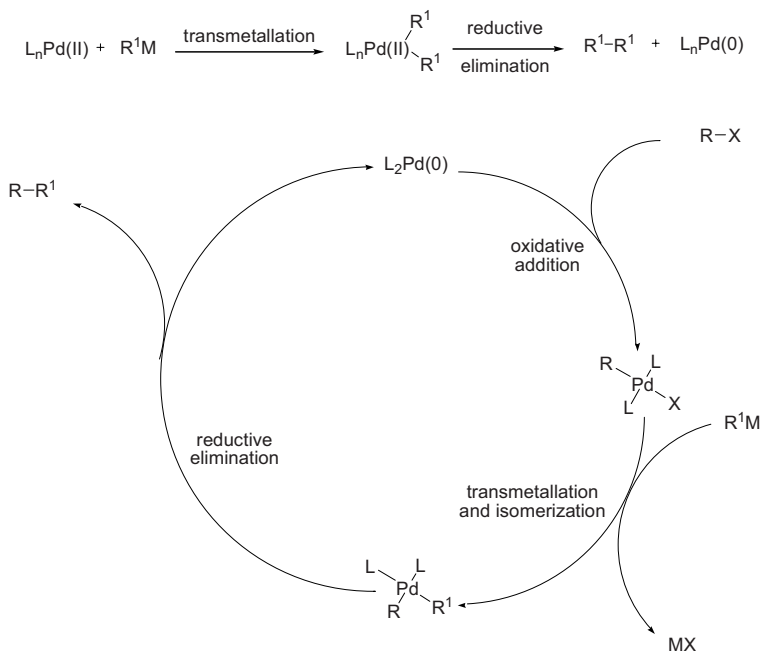 LnPd(II) + R¹M transmetallation LnPd(II) R¹ R¹ reductive elimination R¹–R¹ + LnPd(0)
R–X
L₂Pd(0)
R–R¹
oxidative
addition
R L
Pd
L X
R¹M
reductive
elimination
transmetallation
and isomerization
L L
Pd
R R¹
MX